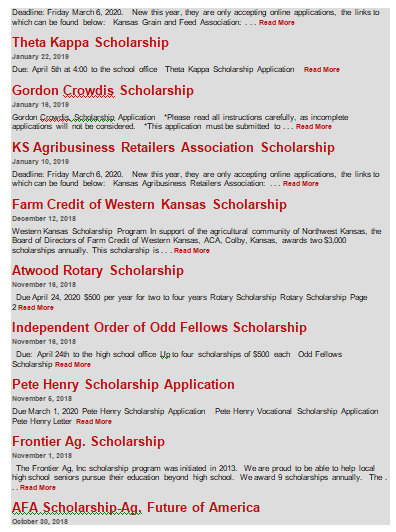 Deadline: Friday March 6, 2020. New this year, they are only accepting online applications, the links to
which can be found below: Kansas Grain and Feed Association: . . . Read More
Theta Kappa Scholarship
January 22, 2019
Due: April 5th at 4:00 to the school office Theta Kappa Scholarship Application Read More
Gordon Crowdis Scholarship
January 16, 2019
Gordon Crowdis Scholarship Application *Please read all instructions carefully, as incomplete
applications will not be considered. *This application must be submitted to . . . Read More
KS Agribusiness Retailers Association Scholarship
January 10, 2019
Deadline: Friday March 6, 2020. New this year, they are only accepting online applications, the links to
which can be found below: Kansas Agribusiness Retailers Association: . . . Read More
Farm Credit of Western Kansas Scholarship
December 12, 2018
Western Kansas Scholarship Program In support of the agricultural community of Northwest Kansas, the
Board of Directors of Farm Credit of Western Kansas, ACA, Colby, Kansas, awards two $3,000
scholarships annually. This scholarship is . . . Read More
Atwood Rotary Scholarship
November 16, 2018
Due April 24, 2020 $500 per year for two to four years Rotary Scholarship Rotary Scholarship Page
2 Read More
Independent Order of Odd Fellows Scholarship
November 16, 2018
Due: April 24th to the high school office Up to four scholarships of $500 each Odd Fellows
Scholarship Read More
Pete Henry Scholarship Application
November 5, 2018
Due March 1, 2020 Pete Henry Scholarship Application Pete Henry Vocational Scholarship Application
Pete Henry Letter Read More
Frontier Ag. Scholarship
November 1, 2018
The Frontier Ag, Inc scholarship program was initiated in 2013. We are proud to be able to help local
high school seniors pursue their education beyond high school. We award 9 scholarships annually. The .
. . Read More
AFA Scholarship-Ag. Future of America
October 30, 2018